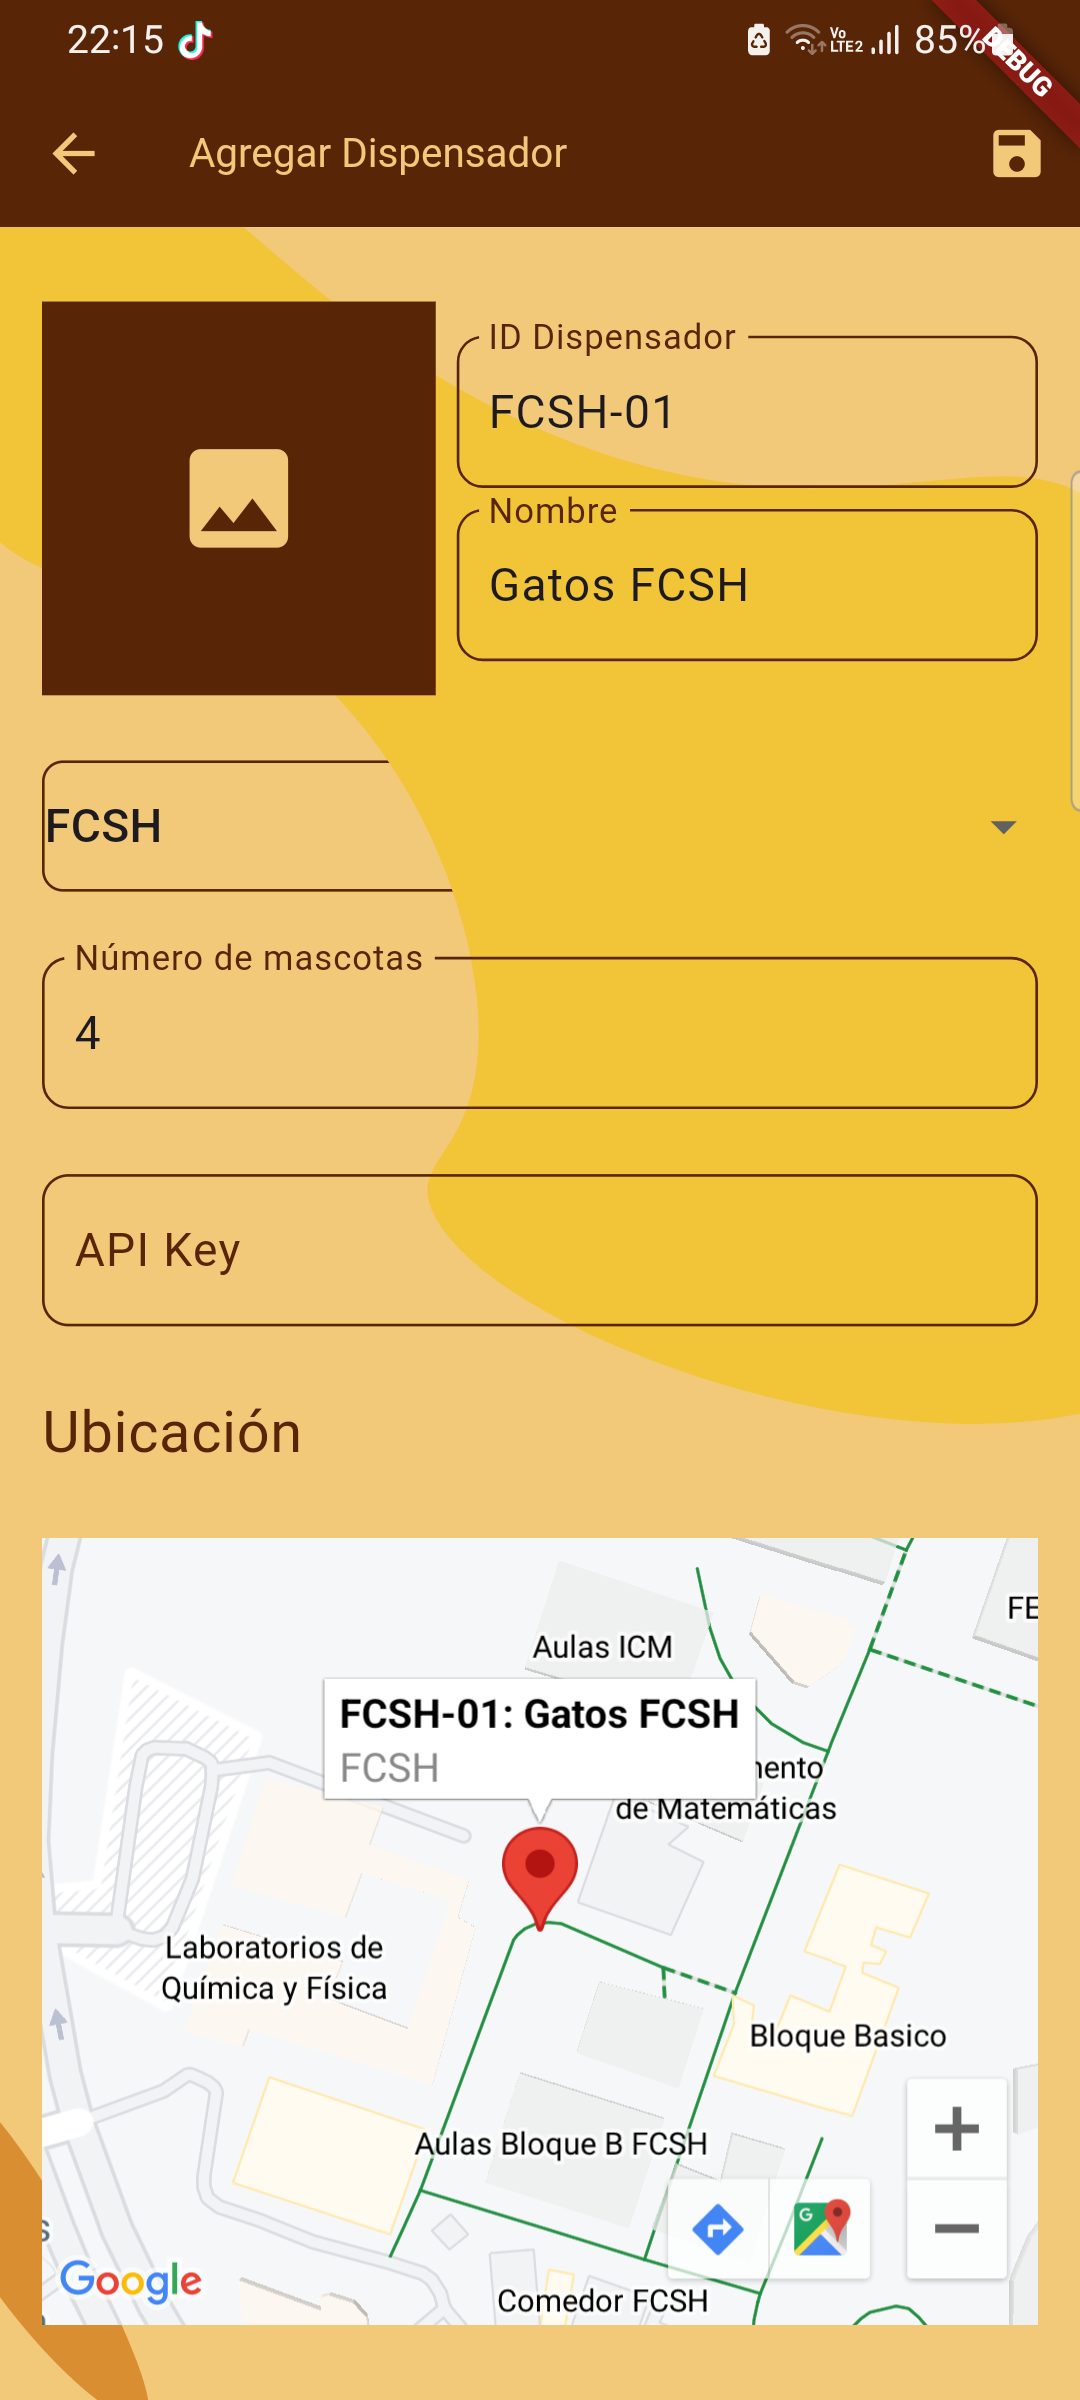 22:15
Vo
LTE2
85%
DEBUG
Agregar Dispensador
ID Dispensador
FCSH-01
Nombre
Gatos FCSH
FCSH
Número de mascotas
4
API Key
Ubicación
FE
Aulas ICM
FCSH-01: Gatos FCSH
FCSH
de Matemáticas
Laboratorios de
Química y Física
Bloque Basico
Aulas Bloque B FCSH
G
Google
Comedor FCSH